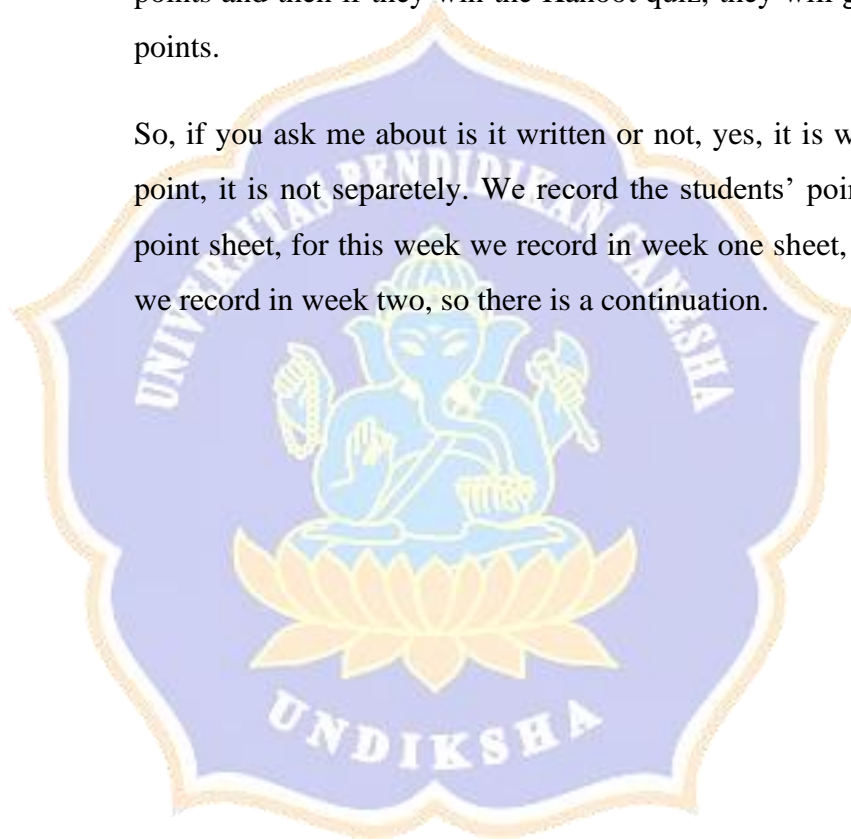 points and then if they win the Kahoot quiz, they will g
points.
So, if you ask me about is it written or not, yes, it is w
point, it is not separetely. We record the students’ poin
point sheet, for this week we record in week one sheet,
we record in week two, so there is a continuation.
UNIVERSITAS PENDIDIKAN GANESHA
UNDIKSHA